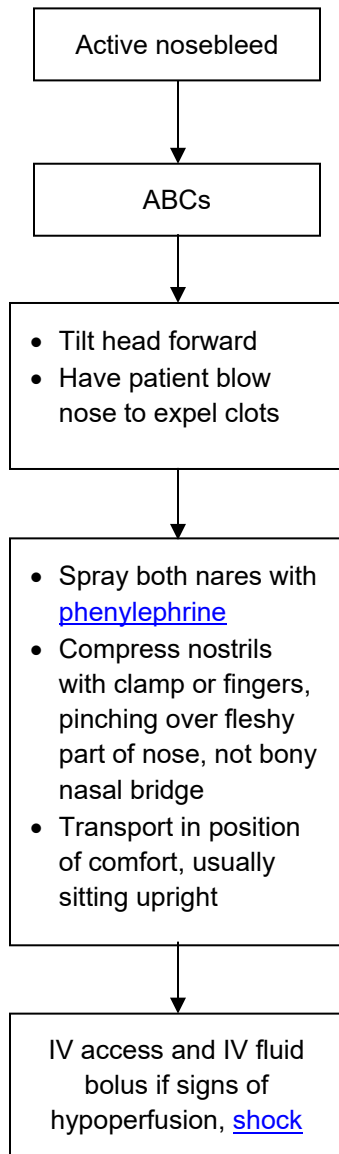 Active nosebleed
ABCs
• Tilt head forward
• Have patient blow
nose to expel clots
• Spray both nares with
phenylephrine
• Compress nostrils
with clamp or fingers,
pinching over fleshy
part of nose, not bony
nasal bridge
• Transport in position
of comfort, usually
sitting upright
IV access and IV fluid
bolus if signs of
hypoperfusion, shock